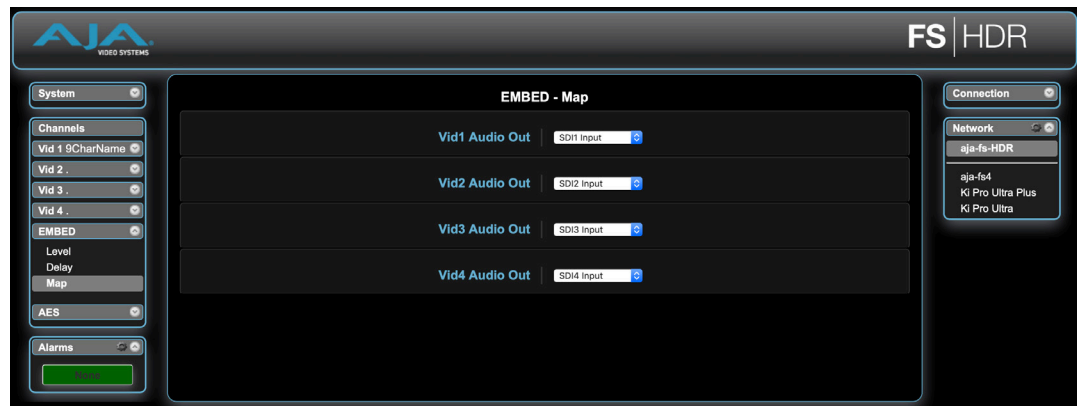 AJA
VIDEO SYSTEMS
FS|HDR
System
Channels
Vid 1 9CharName
Vid 2 .
Vid 3 .
Vid 4 .
EMBED
Level
Delay
Map
AES
Alarms
None
EMBED - Map
Vid1 Audio Out SDI1 Input
Vid2 Audio Out SDI2 Input
Vid3 Audio Out SDI3 Input
Vid4 Audio Out SDI4 Input
Connection
Network
aja-fs-HDR
aja-fs4
Ki Pro Ultra Plus
Ki Pro Ultra